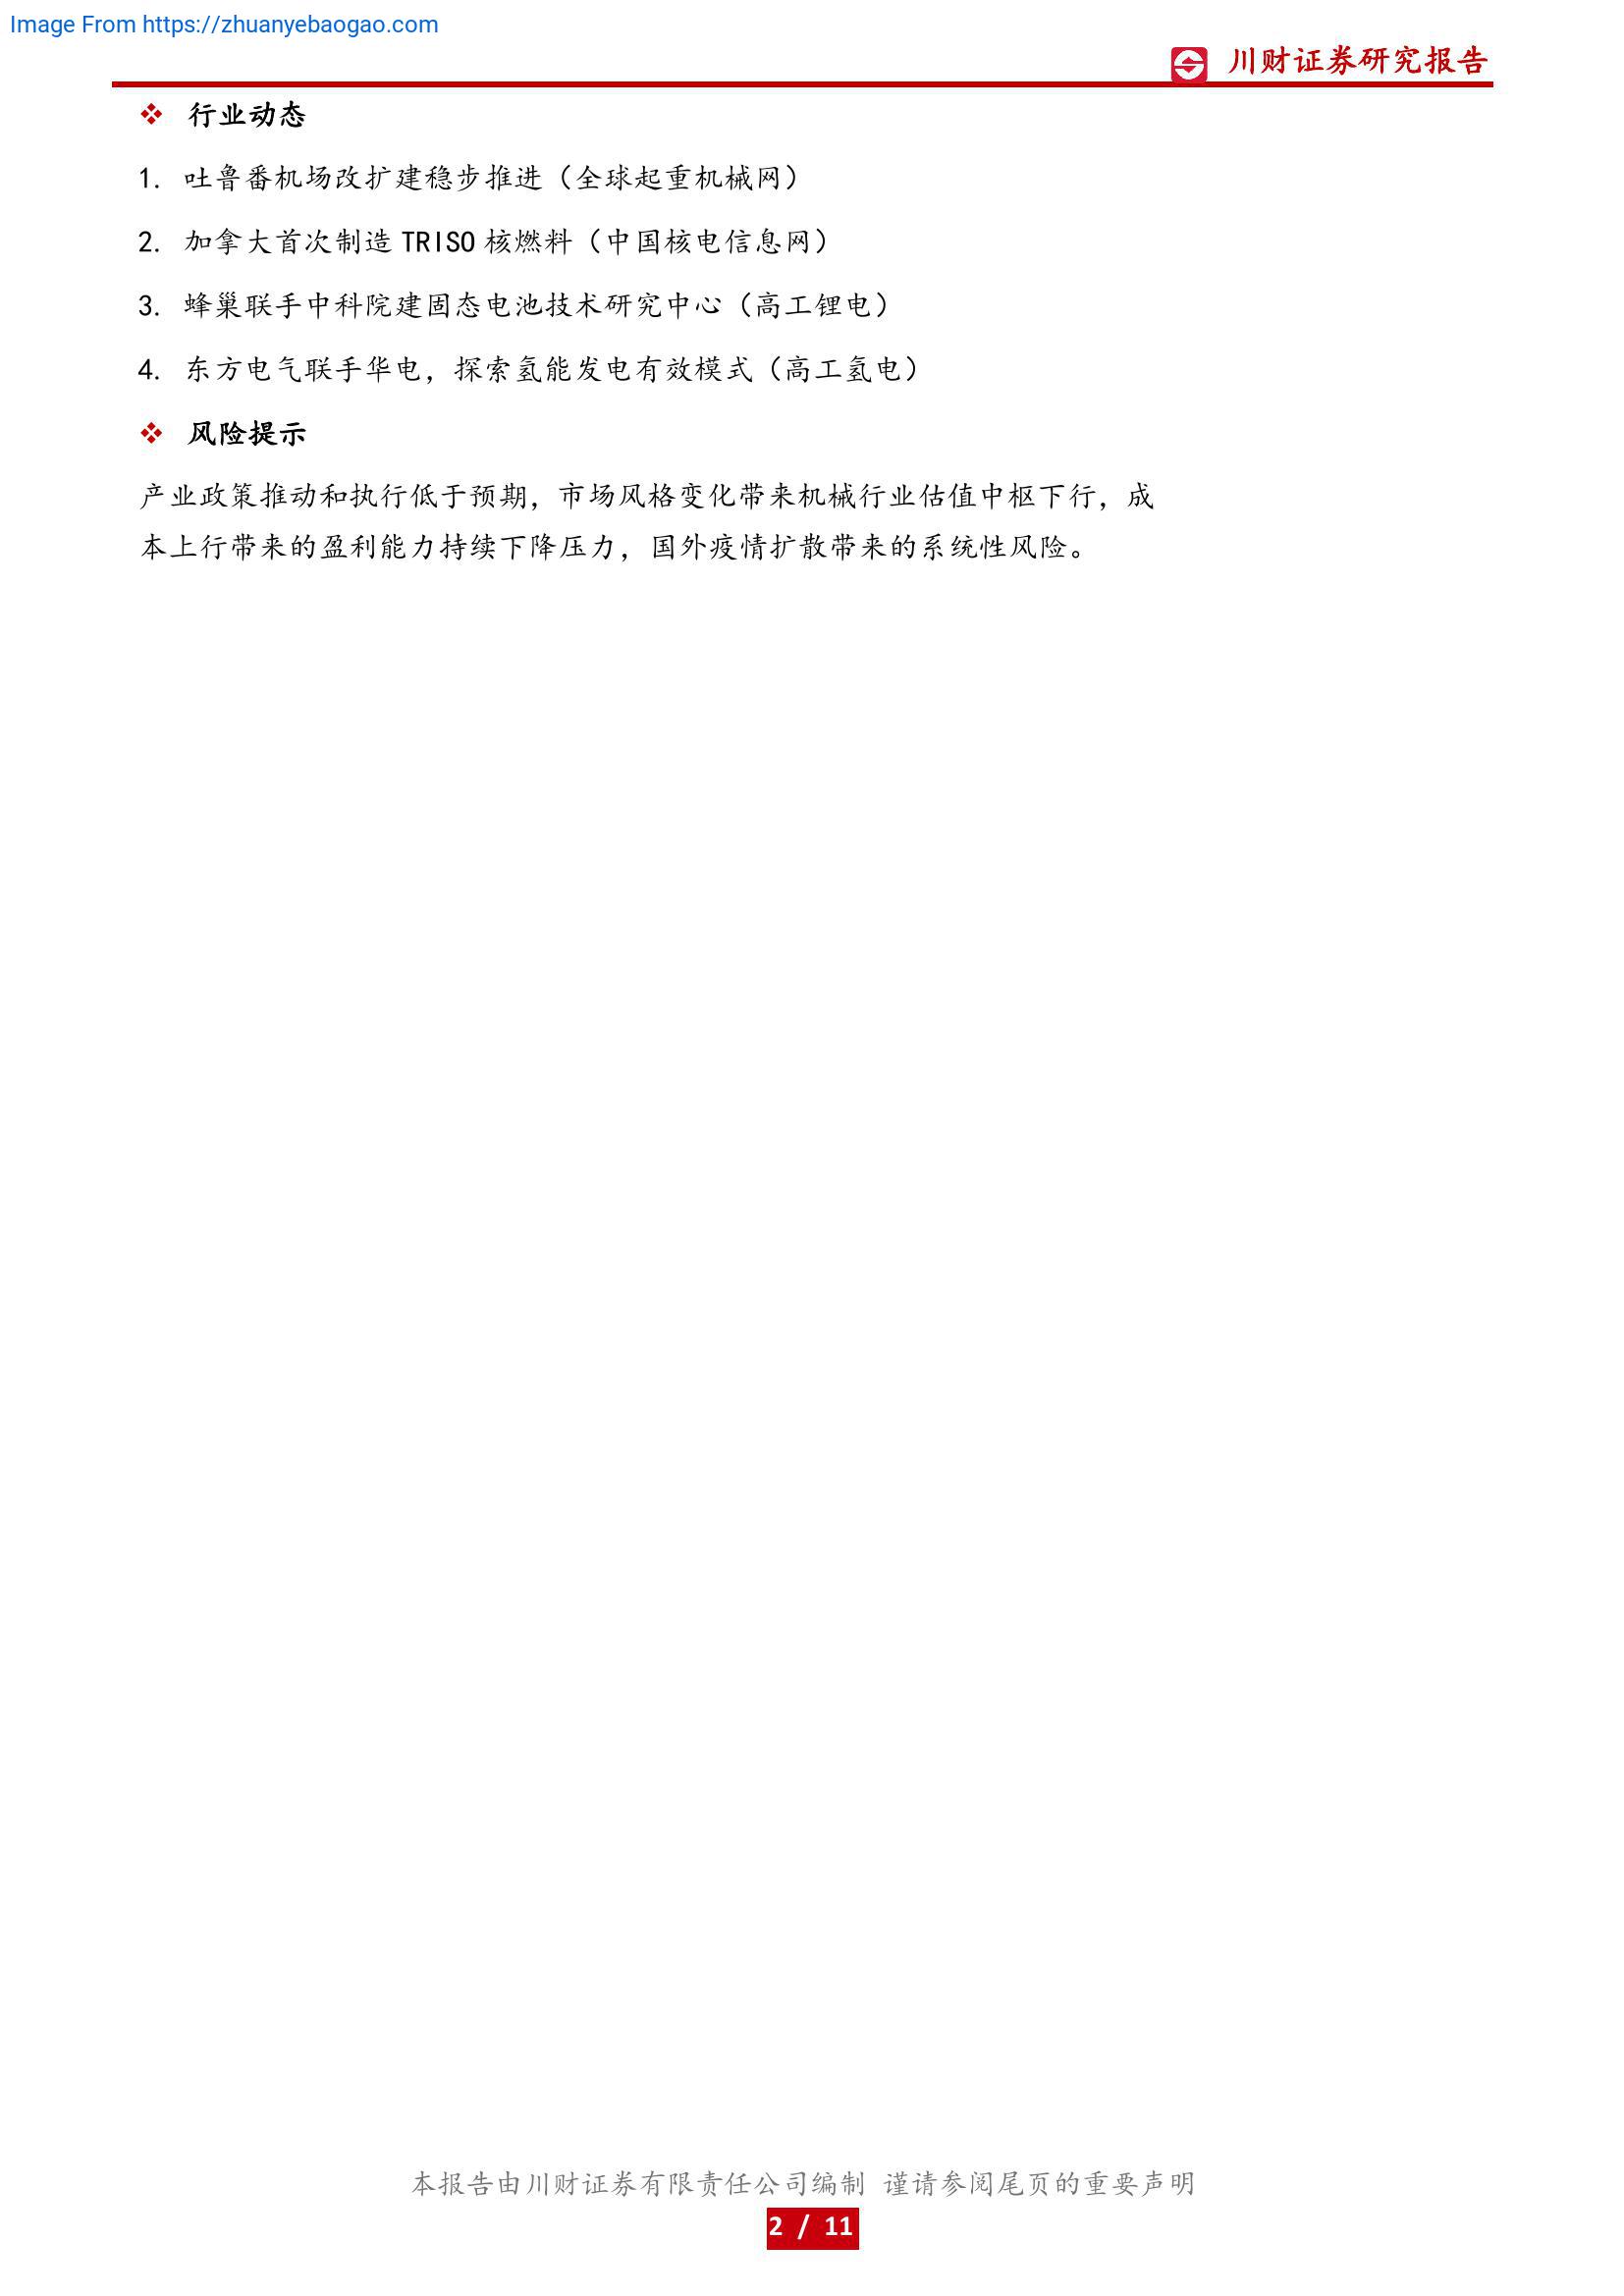 Image From https://zhuanyebaogao.com
川财证券研究报告
❖ 行业动态
1. 吐鲁番机场改扩建稳步推进（全球起重机械网）
2. 加拿大首次制造 TRISO 核燃料（中国核电信息网）
3. 蜂巢联手中科院建固态电池技术研究中心（高工锂电）
4. 东方电气联手华电，探索氢能发电有效模式（高工氢电）
❖ 风险提示
产业政策推动和执行低于预期，市场风格变化带来机械行业估值中枢下行，成
本上行带来的盈利能力持续下降压力，国外疫情扩散带来的系统性风险。
本报告由川财证券有限责任公司编制 谨请参阅尾页的重要声明
2 / 11